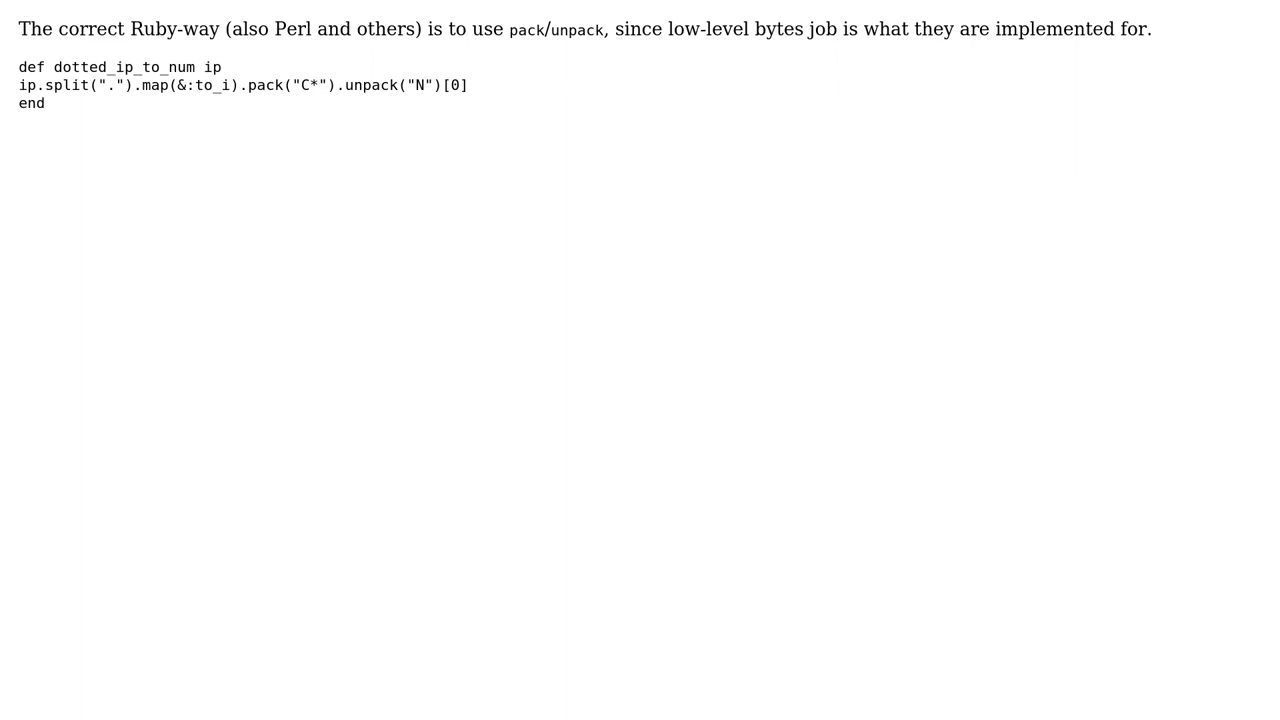 The correct Ruby-way (also Perl and others) is to use pack/unpack, since low-level bytes job is what they are implemented for.
def dotted_ip_to_num ip
ip.split(".").map(&:to_i).pack("C*").unpack("N")[0]
end